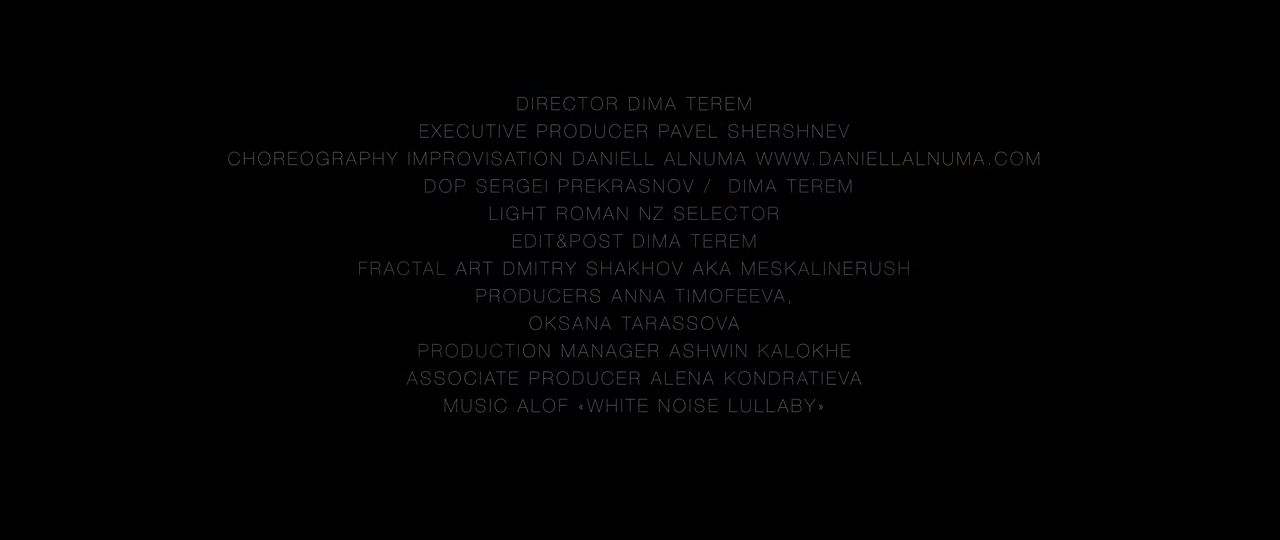 DIRECTOR DIMA TEREM
EXECUTIVE PRODUCER PAVEL SHERSHNEV
CHOREOGRAPHY IMPROVISATION DANIELL ALNUMA WWW.DANIELLALNUMA.COM
DOP SERGEI PREKRASNOV / DIMA TEREM
LIGHT ROMAN NZ SELECTOR
EDIT&POST DIMA TEREM
FRACTAL ART DMITRY SHAKHOV AKA MESKALINERUSH
PRODUCERS ANNA TIMOFEEVA,
OKSANA TARASSOVA
PRODUCTION MANAGER ASHWIN KALOKHE
ASSOCIATE PRODUCER ALENA KONDRATIEVA
MUSIC ALOF «WHITE NOISE LULLABY»